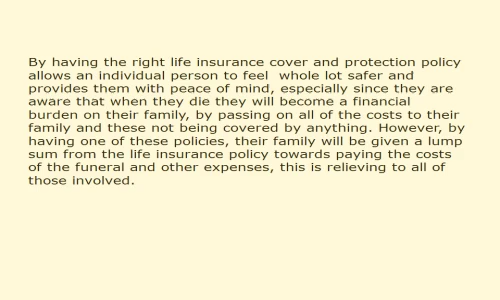 By having the right life insurance cover and protection policy
allows an individual person to feel  whole lot safer and
provides them with peace of mind, especially since they are
aware that when they die they will become a financial
burden on their family, by passing on all of the costs to their
family and these not being covered by anything. However, by
having one of these policies, their family will be given a lump
sum from the life insurance policy towards paying the costs
of the funeral and other expenses, this is relieving to all of
those involved.